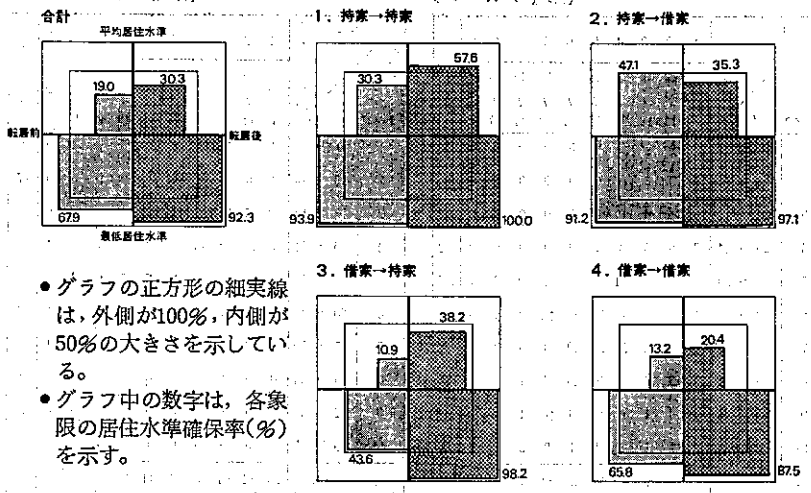 合計
平均居住水準
19.0
30.3
転居前
転居後
67.9
92.3
最低居住水準
1. 持家→持家
57.6
30.3
93.9
100.0
2. 持家→借家
47.1
35.3
91.2
97.1
●グラフの正方形の細実線
は，外側が100%，内側が
50%の大きさを示してい
る。
●グラフ中の数字は，各象
限の居住水準確保率(%)
を示す。
3. 借家→持家
38.2
10.9
43.6
98.2
4. 借家→借家
13.2
20.4
65.8
87.5